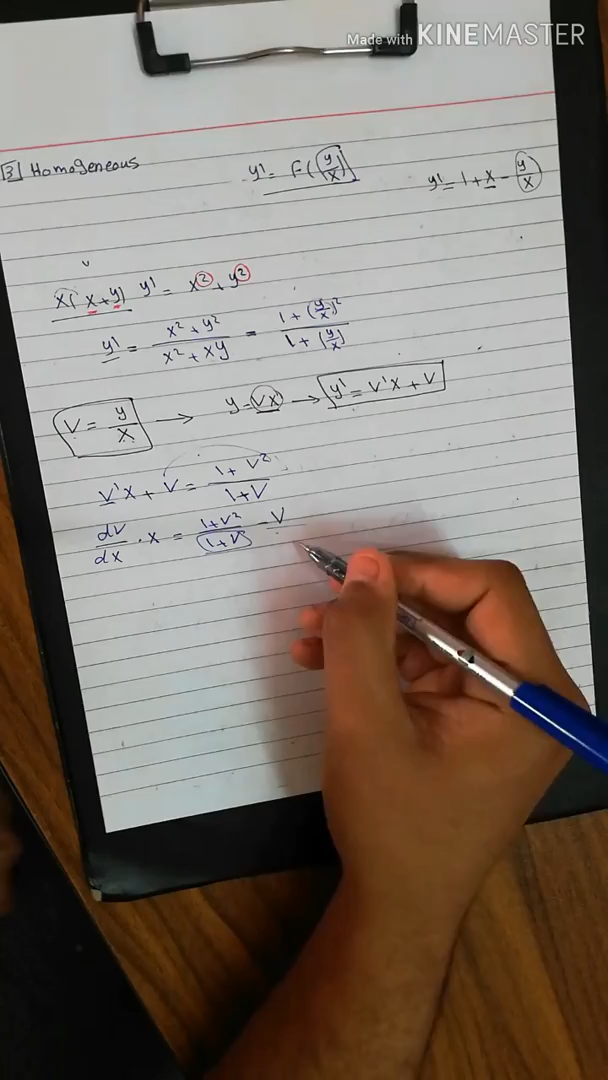 Made with KINEMASTER
[3] Homogeneous y' = F(y/x) y' = 1 + x - y/x
v
x(x+y) y' = x² + y²
y' = (x² + y²)/(x² + xy) = (1 + (y/x)²)/(1 + (y/x))
V = y/x → y = Vx → y' = V'x + V
V'x + V = (1 + V²)/(1 + V)
dV/dx · x = (1 + V²)/(1 + V) - V